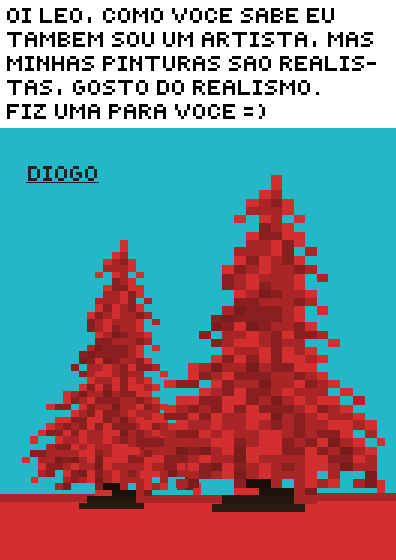 OI LEO. COMO VOCE SABE EU
TAMBEM SOU UM ARTISTA. MAS
MINHAS PINTURAS SAO REALIS-
TAS. GOSTO DO REALISMO.
FIZ UMA PARA VOCE =)
DIOGO